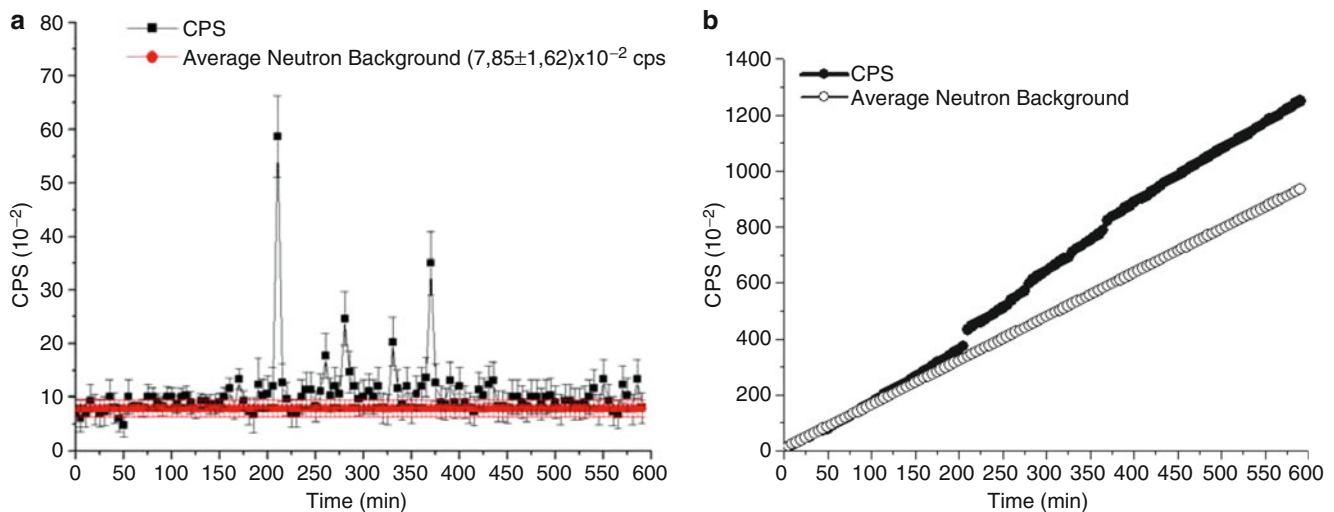 a
CPS
Average Neutron Background (7,85±1,62)x10⁻² cps
80
70
60
50
40
30
20
10
0
CPS (10⁻²)
0 50 100 150 200 250 300 350 400 450 500 550 600
Time (min)
b
CPS
Average Neutron Background
1400
1200
1000
800
600
400
200
0
CPS (10⁻²)
0 50 100 150 200 250 300 350 400 450 500 550 600
Time (min)